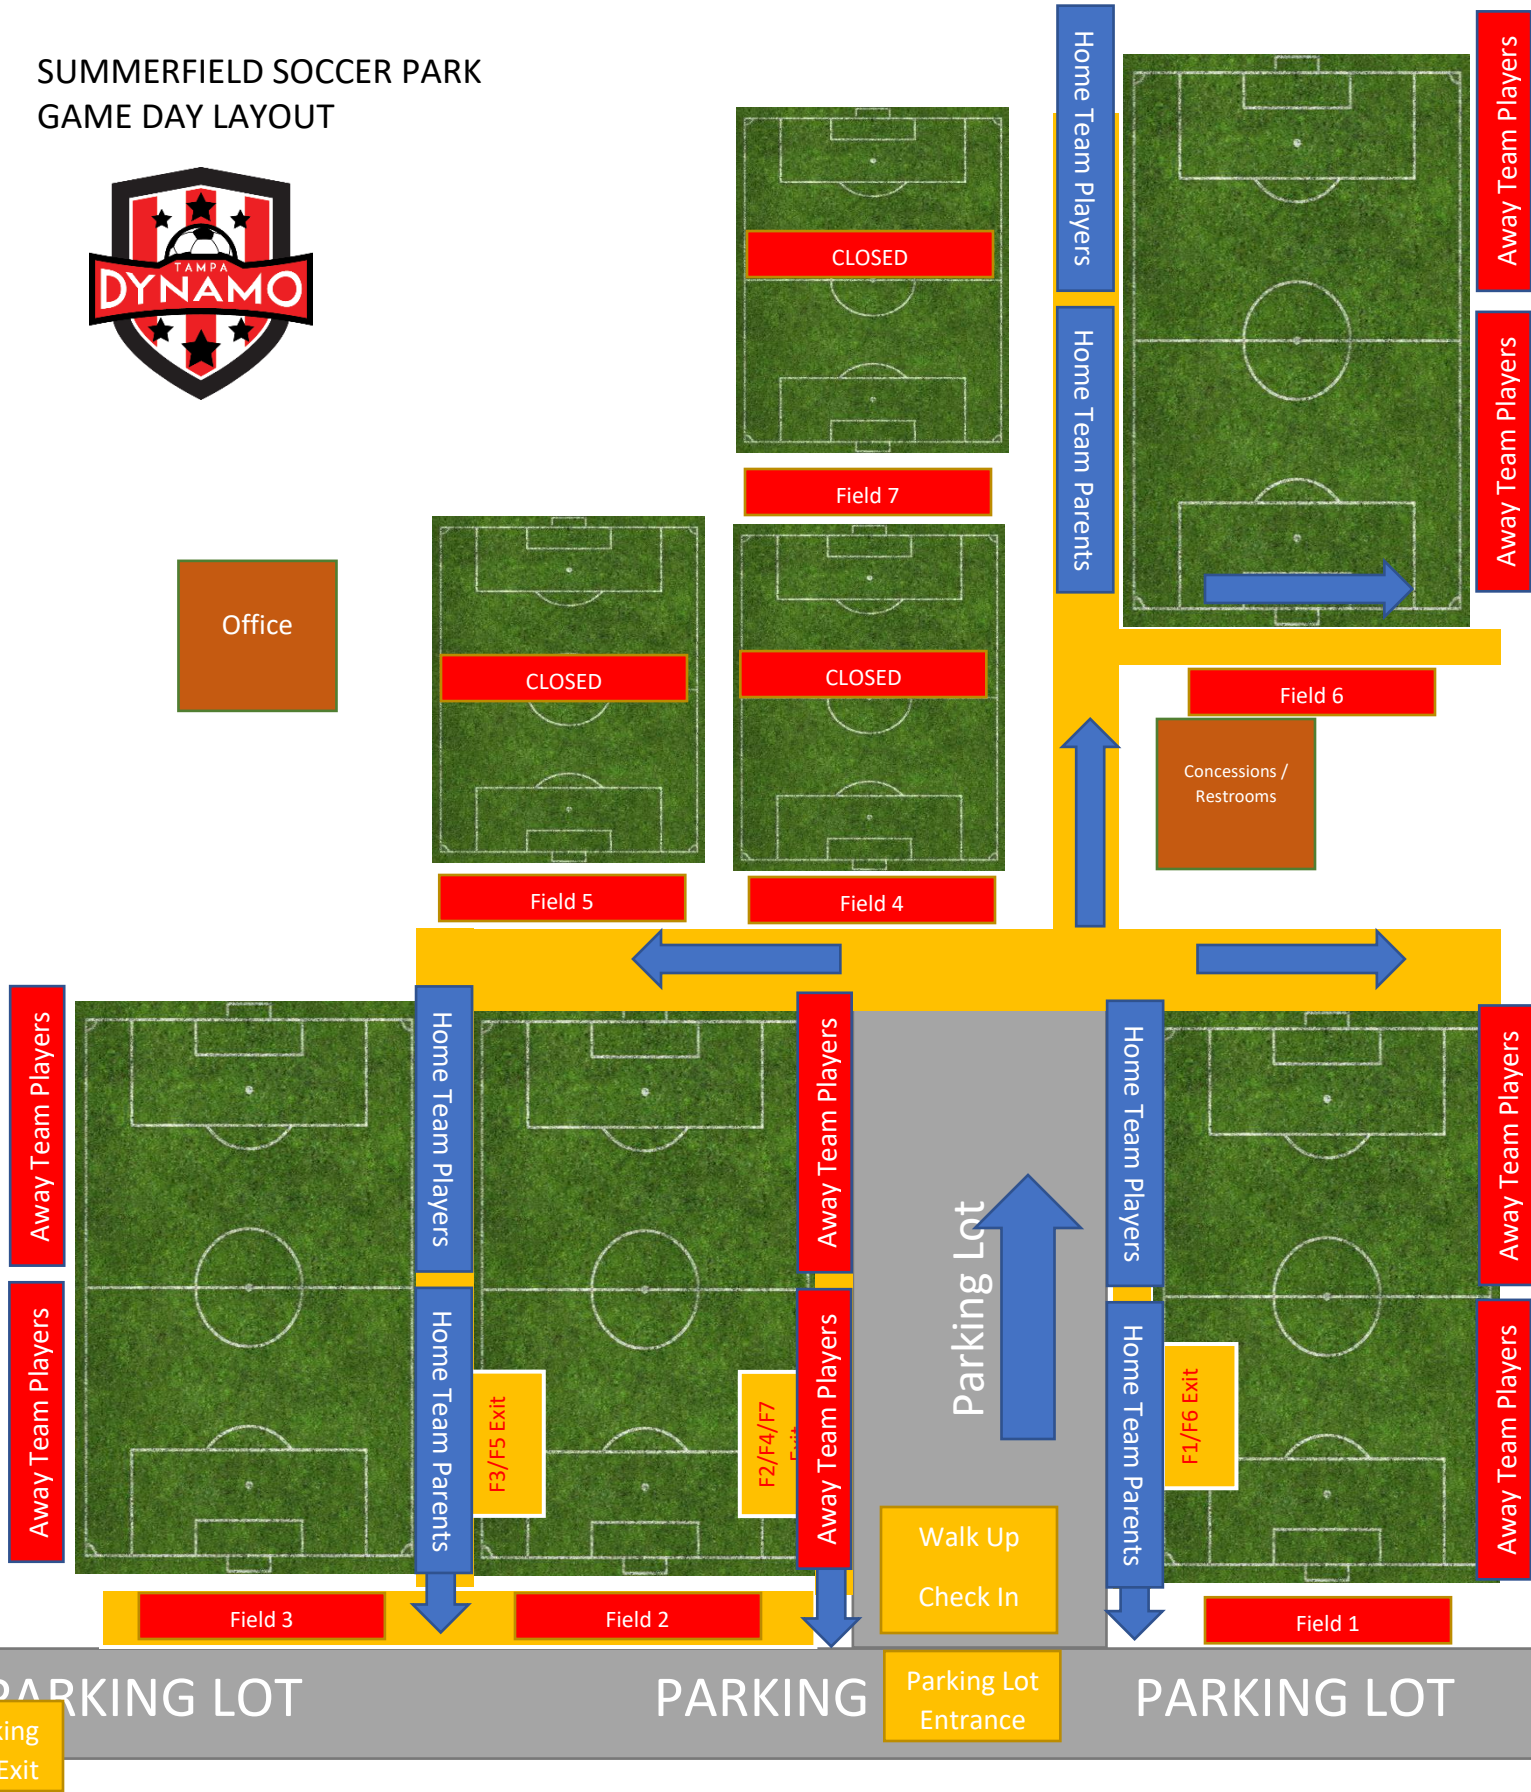 SUMMERFIELD SOCCER PARK
GAME DAY LAYOUT
TAMPA
DYNAMO
Home Team Players
Away Team Players
CLOSED
Home Team Parents
Away Team Players
Field 7
Office
CLOSED
CLOSED
Field 6
Concessions /
Restrooms
Field 5
Field 4
Away Team Players
Home Team Players
Away Team Players
Home Team Players
Away Team Players
Parking Lot
Away Team Players
Home Team Parents
Away Team Players
Home Team Parents
Away Team Players
F3/F5 Exit
F2/F4/F7
Exit
F1/F6 Exit
Walk Up
Check In
Field 3
Field 2
Field 1
PARKING LOT
PARKING
Parking Lot
Entrance
PARKING LOT
king
Exit